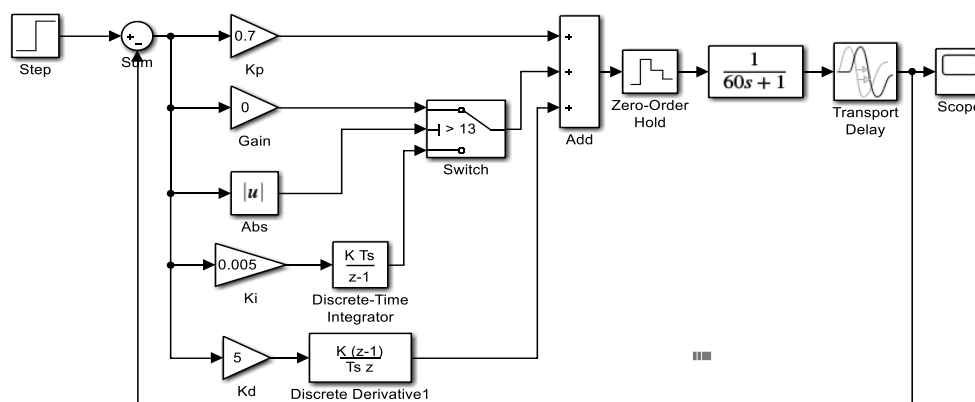 Step
+
−
Sum
0.7
Kp
0
Gain
|u|
Abs
0.005
Ki
K Ts
z-1
Discrete-Time
Integrator
5
Kd
K (z-1)
Ts z
Discrete Derivative1
> 13
Switch
+
+
+
Add
Zero-Order
Hold
1
60s + 1
Transport
Delay
Scope